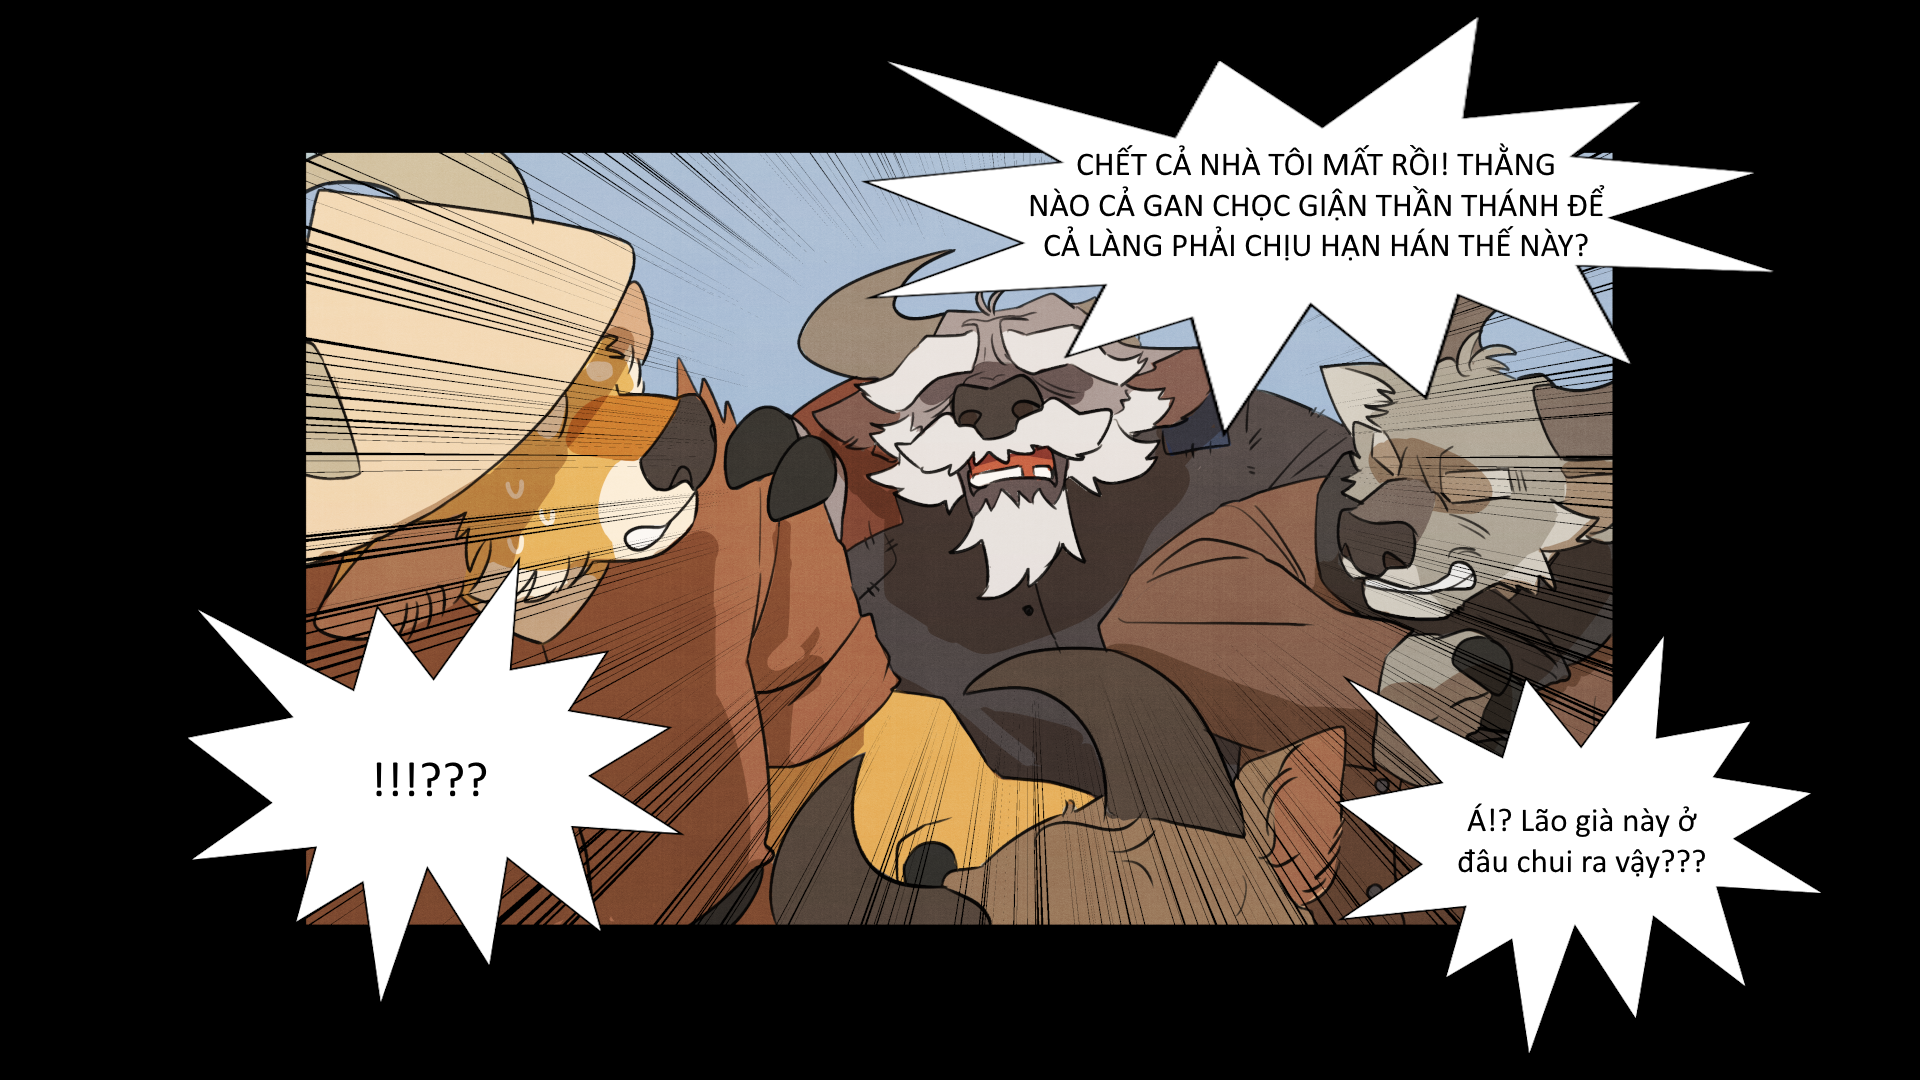 CHẾT CẢ NHÀ TÔI MẤT RỒI! THẰNG
NÀO CẢ GAN CHỌC GIẬN THẦN THÁNH ĐỂ
CẢ LÀNG PHẢI CHỊU HẠN HÁN THẾ NÀY?
!!!???
Á!? Lão già này ở
đâu chui ra vậy???